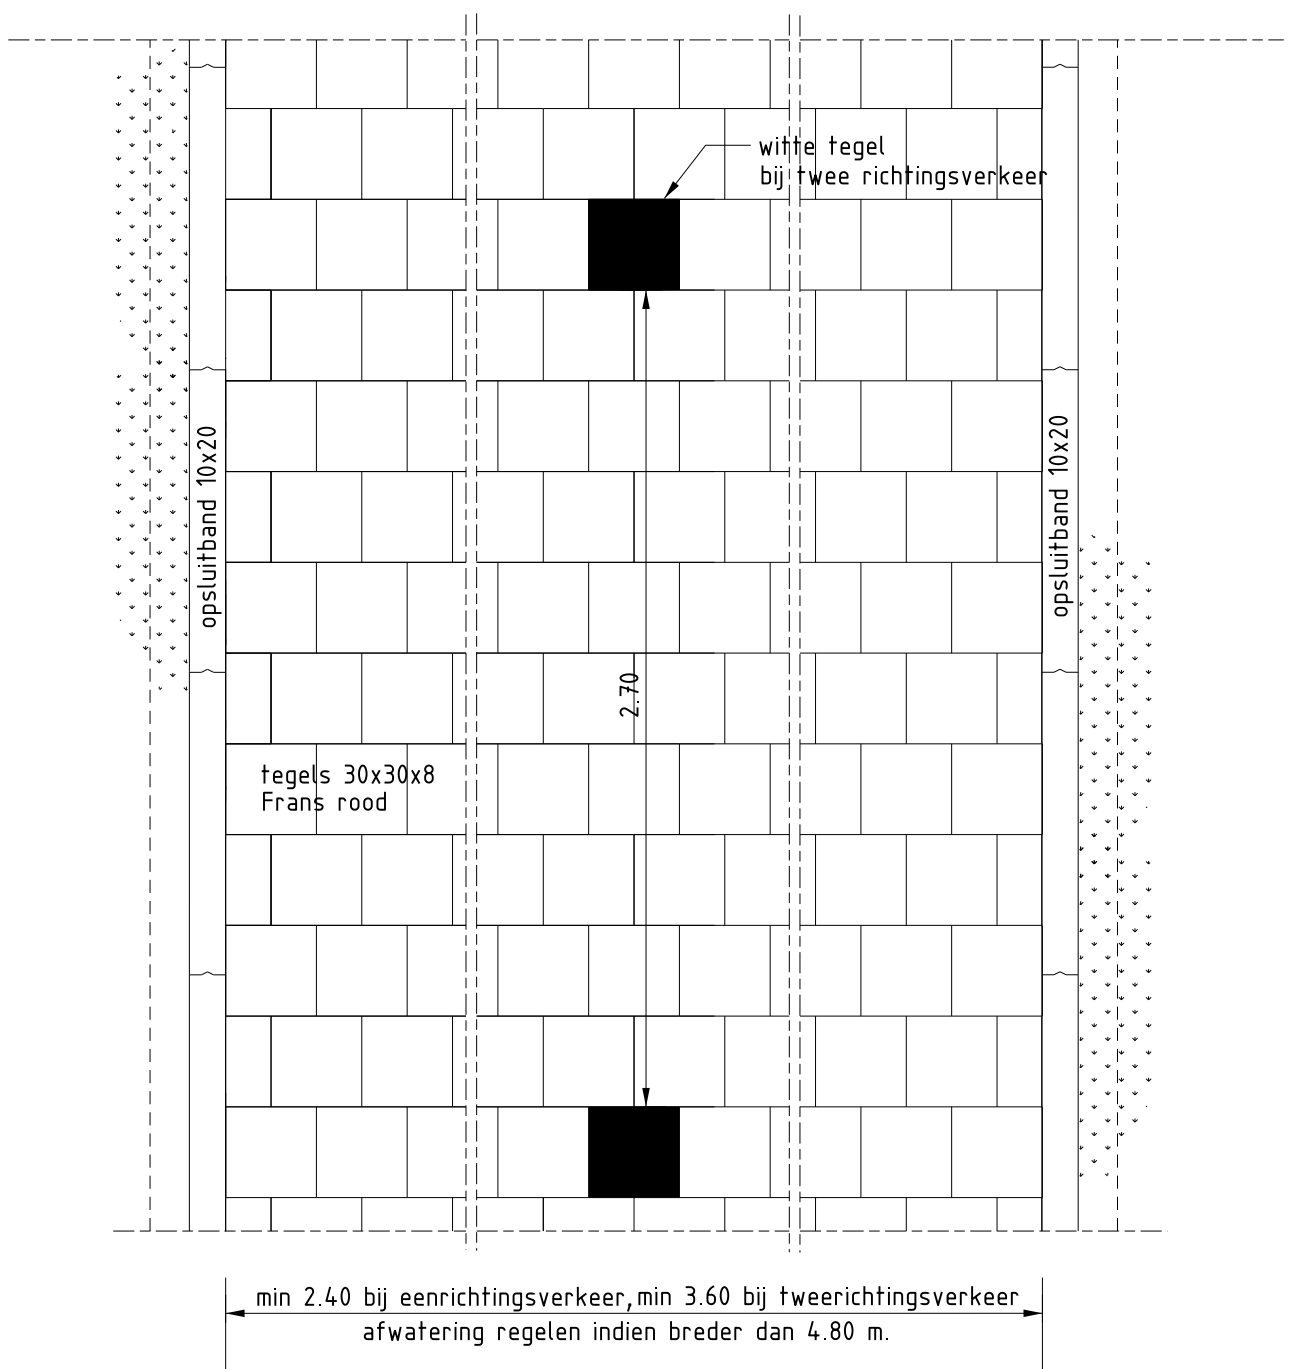 witte tegel
bij twee richtingsverkeer
opsluitband 10x20
opsluitband 10x20
2.70
tegels 30x30x8
Frans rood
min 2.40 bij eenrichtingsverkeer, min 3.60 bij tweerichtingsverkeer
afwatering regelen indien breder dan 4.80 m.